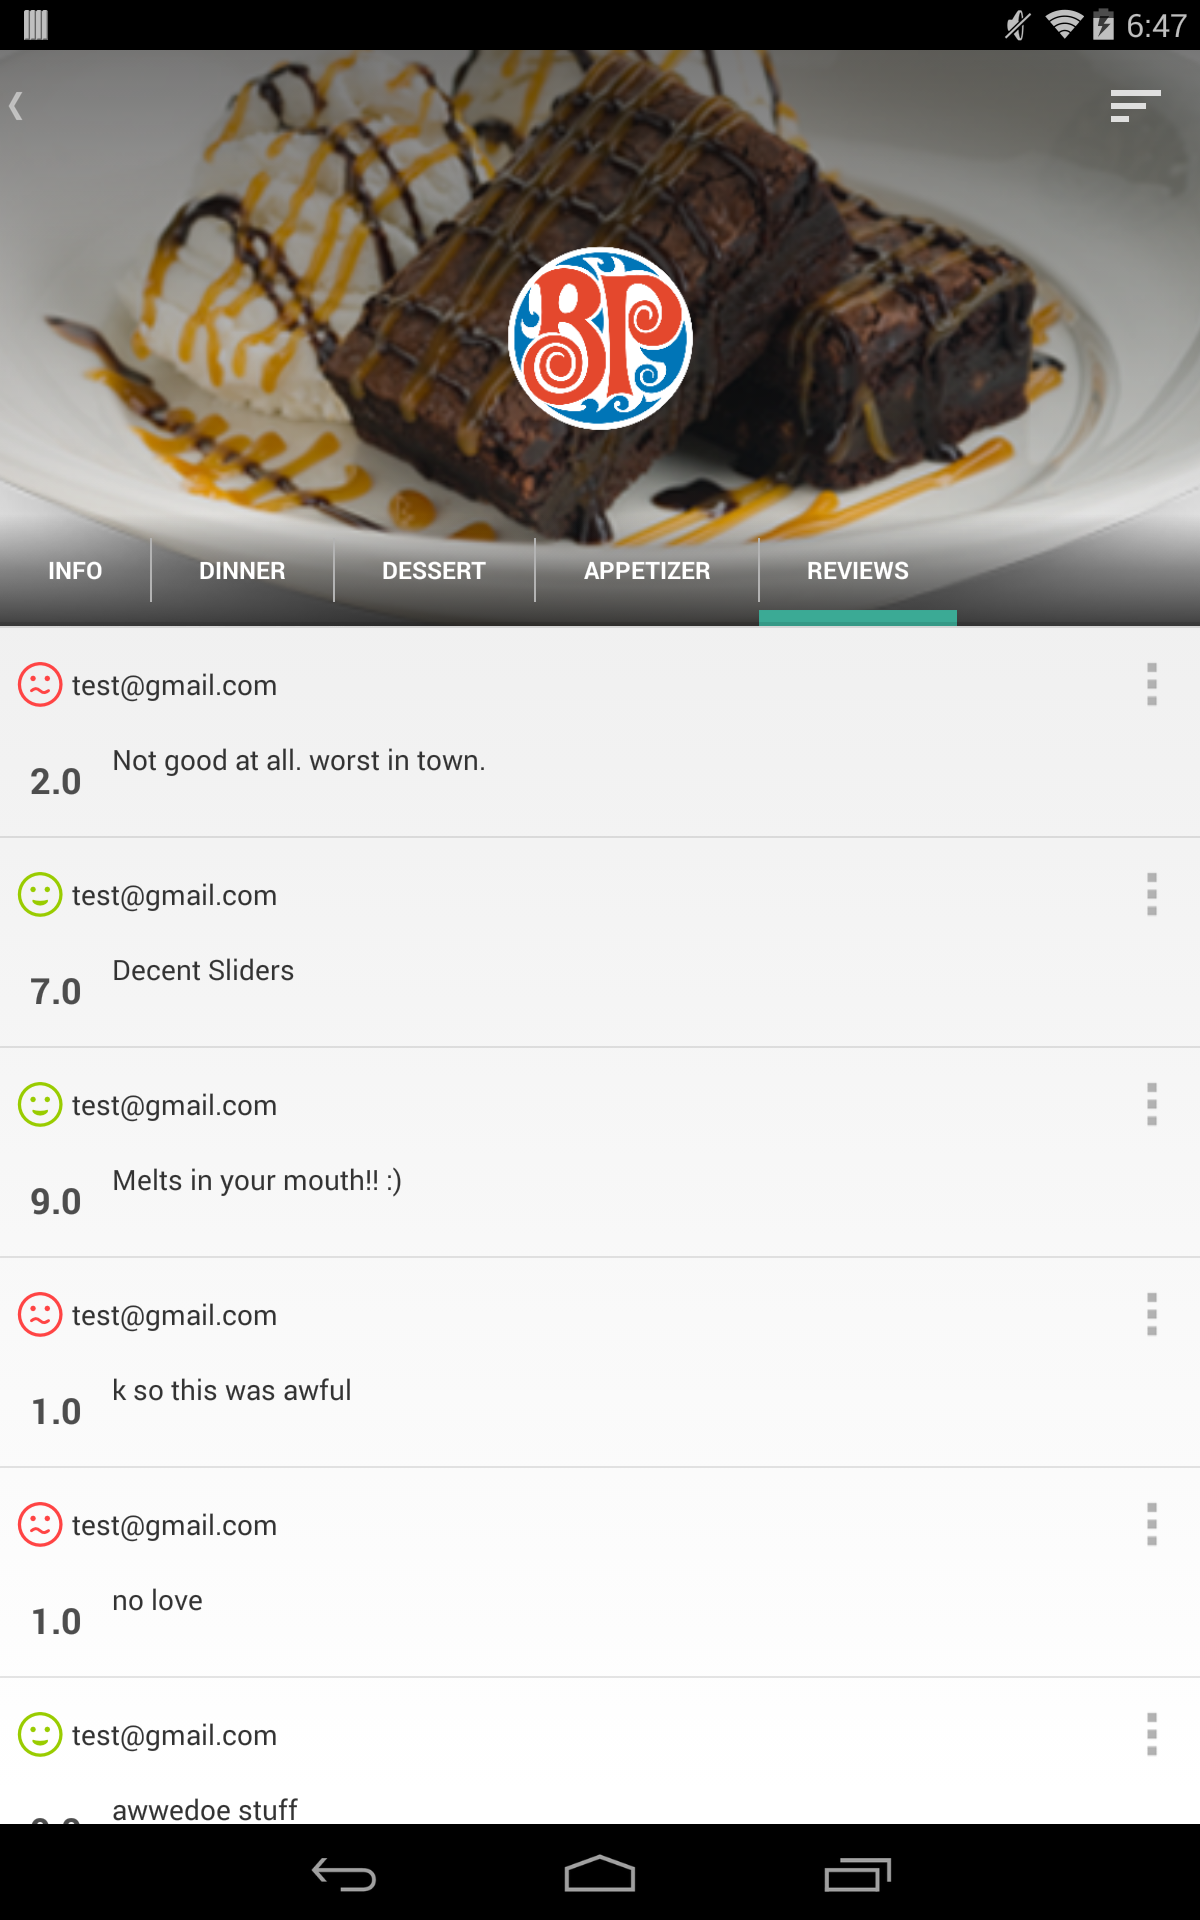 6:47
BP
INFO
DINNER
DESSERT
APPETIZER
REVIEWS
test@gmail.com
Not good at all. worst in town.
2.0
test@gmail.com
Decent Sliders
7.0
test@gmail.com
Melts in your mouth!! :)
9.0
test@gmail.com
k so this was awful
1.0
test@gmail.com
no love
1.0
test@gmail.com
awwedoe stuff